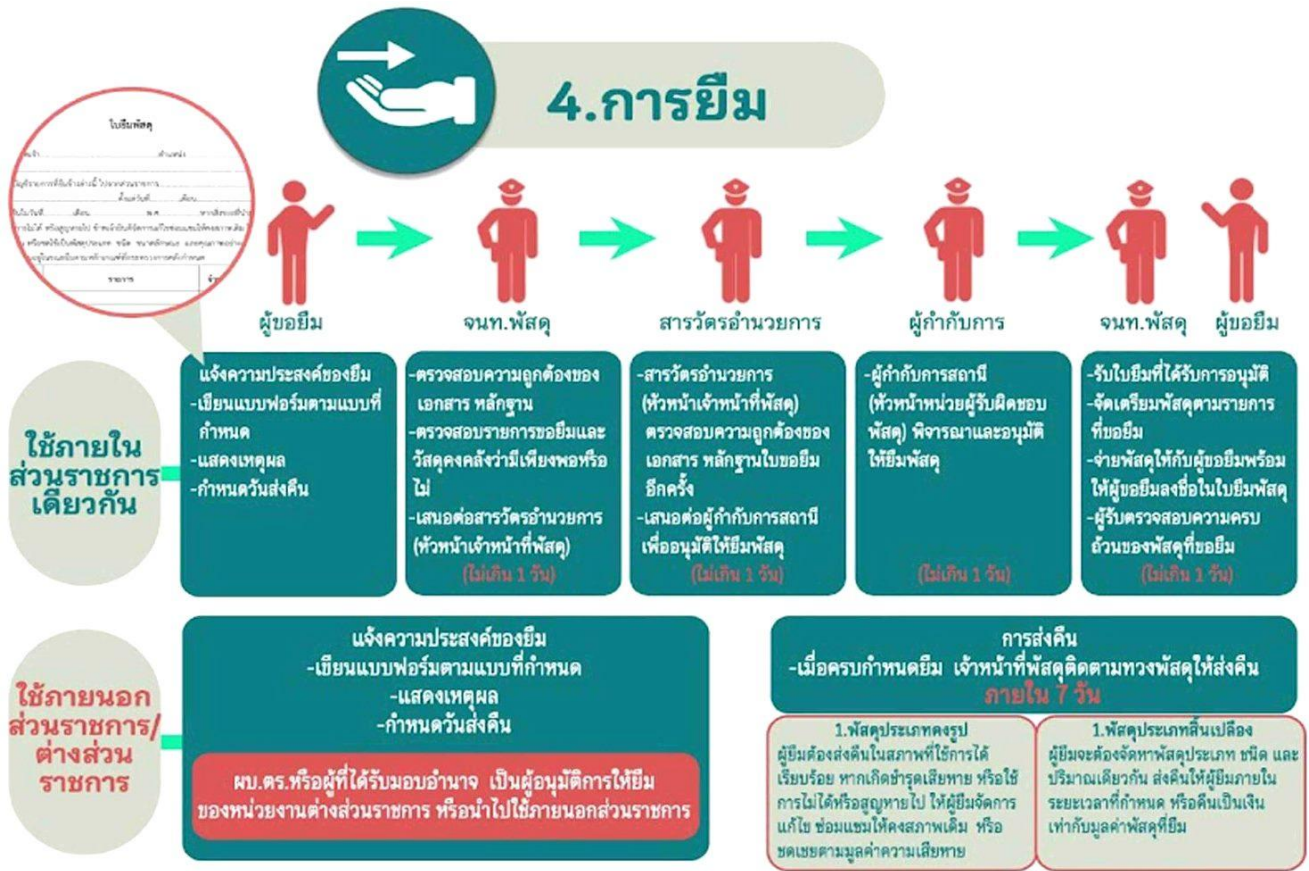 4.การยืม
ใบยืมพัสดุ
ตำแหน่ง
ตั้งแต่วันที่ เดือน
รายการ
ผู้ขอยืม
จนท.พัสดุ
สารวัตรอำนวยการ
ผู้กำกับการ
จนท.พัสดุ
ผู้ขอยืม
ใช้ภายใน
ส่วนราชการ
เดียวกัน
แจ้งความประสงค์ของยืม
-เขียนแบบฟอร์มตามแบบที่
กำหนด
-แสดงเหตุผล
-กำหนดวันส่งคืน
-ตรวจสอบความถูกต้องของ
เอกสาร หลักฐาน
-ตรวจสอบรายการขอยืมและ
วัสดุคงคลังว่ามีเพียงพอหรือ
ไม่
-เสนอต่อสารวัตรอำนวยการ
(หัวหน้าเจ้าหน้าที่พัสดุ)
(ไม่เกิน 1 วัน)
-สารวัตรอำนวยการ
(หัวหน้าเจ้าหน้าที่พัสดุ)
ตรวจสอบความถูกต้องของ
เอกสาร หลักฐานใบขอยืม
อีกครั้ง
-เสนอต่อผู้กำกับการสถานี
เพื่ออนุมัติให้ยืมพัสดุ
(ไม่เกิน 1 วัน)
-ผู้กำกับการสถานี
(หัวหน้าหน่วยผู้รับผิดชอบ
พัสดุ) พิจารณาและอนุมัติ
ให้ยืมพัสดุ
(ไม่เกิน 1 วัน)
-รับใบยืมที่ได้รับการอนุมัติ
-จัดเตรียมพัสดุตามรายการ
ที่ขอยืม
-จ่ายพัสดุให้กับผู้ขอยืมพร้อม
ให้ผู้ขอยืมลงชื่อในใบยืมพัสดุ
-ผู้รับตรวจสอบความครบ
ถ้วนของพัสดุที่ขอยืม
(ไม่เกิน 1 วัน)
ใช้ภายนอก
ส่วนราชการ/
ต่างส่วน
ราชการ
แจ้งความประสงค์ของยืม
-เขียนแบบฟอร์มตามแบบที่กำหนด
-แสดงเหตุผล
-กำหนดวันส่งคืน
ผบ.ตร.หรือผู้ที่ได้รับมอบอำนาจ เป็นผู้อนุมัติการให้ยืม
ของหน่วยงานต่างส่วนราชการ หรือนำไปใช้ภายนอกส่วนราชการ
การส่งคืน
-เมื่อครบกำหนดยืม เจ้าหน้าที่พัสดุติดตามทวงพัสดุให้ส่งคืน
ภายใน 7 วัน
1.พัสดุประเภทคงรูป
ผู้ยืมต้องส่งคืนในสภาพที่ใช้การได้
เรียบร้อย หากเกิดชำรุดเสียหาย หรือใช้
การไม่ได้หรือสูญหายไป ให้ผู้ยืมจัดการ
แก้ไข ซ่อมแซมให้คงสภาพเดิม หรือ
ชดเชยตามมูลค่าความเสียหาย
1.พัสดุประเภทสิ้นเปลือง
ผู้ยืมจะต้องจัดหาพัสดุประเภท ชนิด และ
ปริมาณเดียวกัน ส่งคืนให้ผู้ยืมภายใน
ระยะเวลาที่กำหนด หรือคืนเป็นเงิน
เท่ากับมูลค่าพัสดุที่ยืม